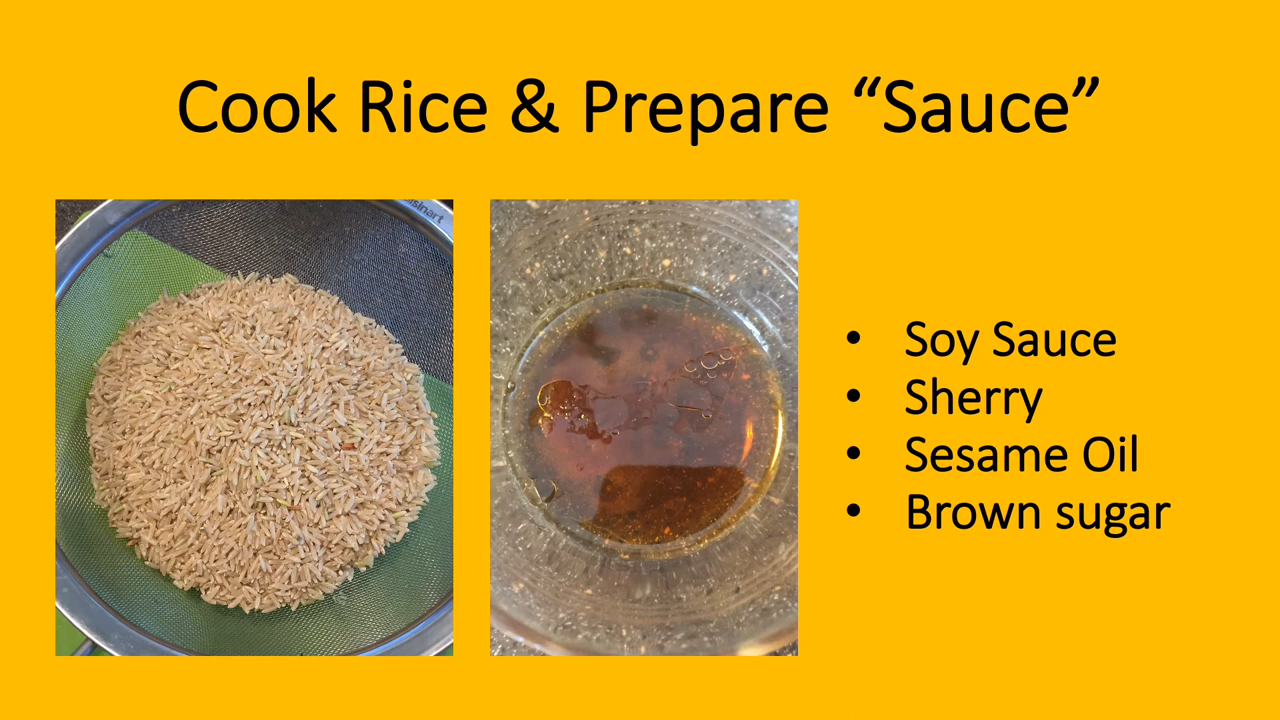 Cook Rice & Prepare “Sauce”
• Soy Sauce
• Sherry
• Sesame Oil
• Brown sugar